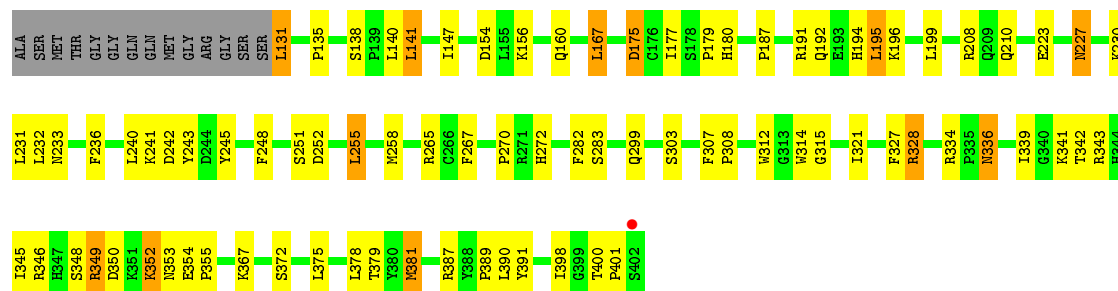 ALA SER MET THR GLY GLY GLN GLN MET GLY ARG GLY SER SER L131 P135 S138 P139 L140 L141 I147 D154 L155 K156 Q160 L167 D175 C176 I177 S178 P179 H180 P187 R191 Q192 E193 H194 L195 K196 L199 R208 Q209 Q210 E223 N227 K230
L231 L232 N233 F236 L240 K241 D242 Y243 D244 Y245 F248 S251 D252 L255 M258 R265 C266 F267 P270 R271 H272 F282 S283 Q299 S303 F307 P308 W312 G313 W314 G315 I321 F327 R328 R334 P335 N336 I339 G340 K341 T342 R343 H344
I345 R346 H347 S348 R349 D350 K351 K352 N353 E354 P355 K367 S372 L375 L378 T379 Y380 M381 R387 Y388 P389 L390 Y391 I398 G399 T400 P401 S402